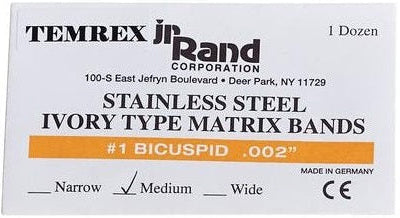 TEMREX jr Rand 1 Dozen
CORPORATION
100-S East Jefryn Boulevard • Deer Park, NY 11729
STAINLESS STEEL
IVORY TYPE MATRIX BANDS
#1 BICUSPID .002"
MADE IN GERMANY
__ Narrow ✓ Medium __ Wide CE